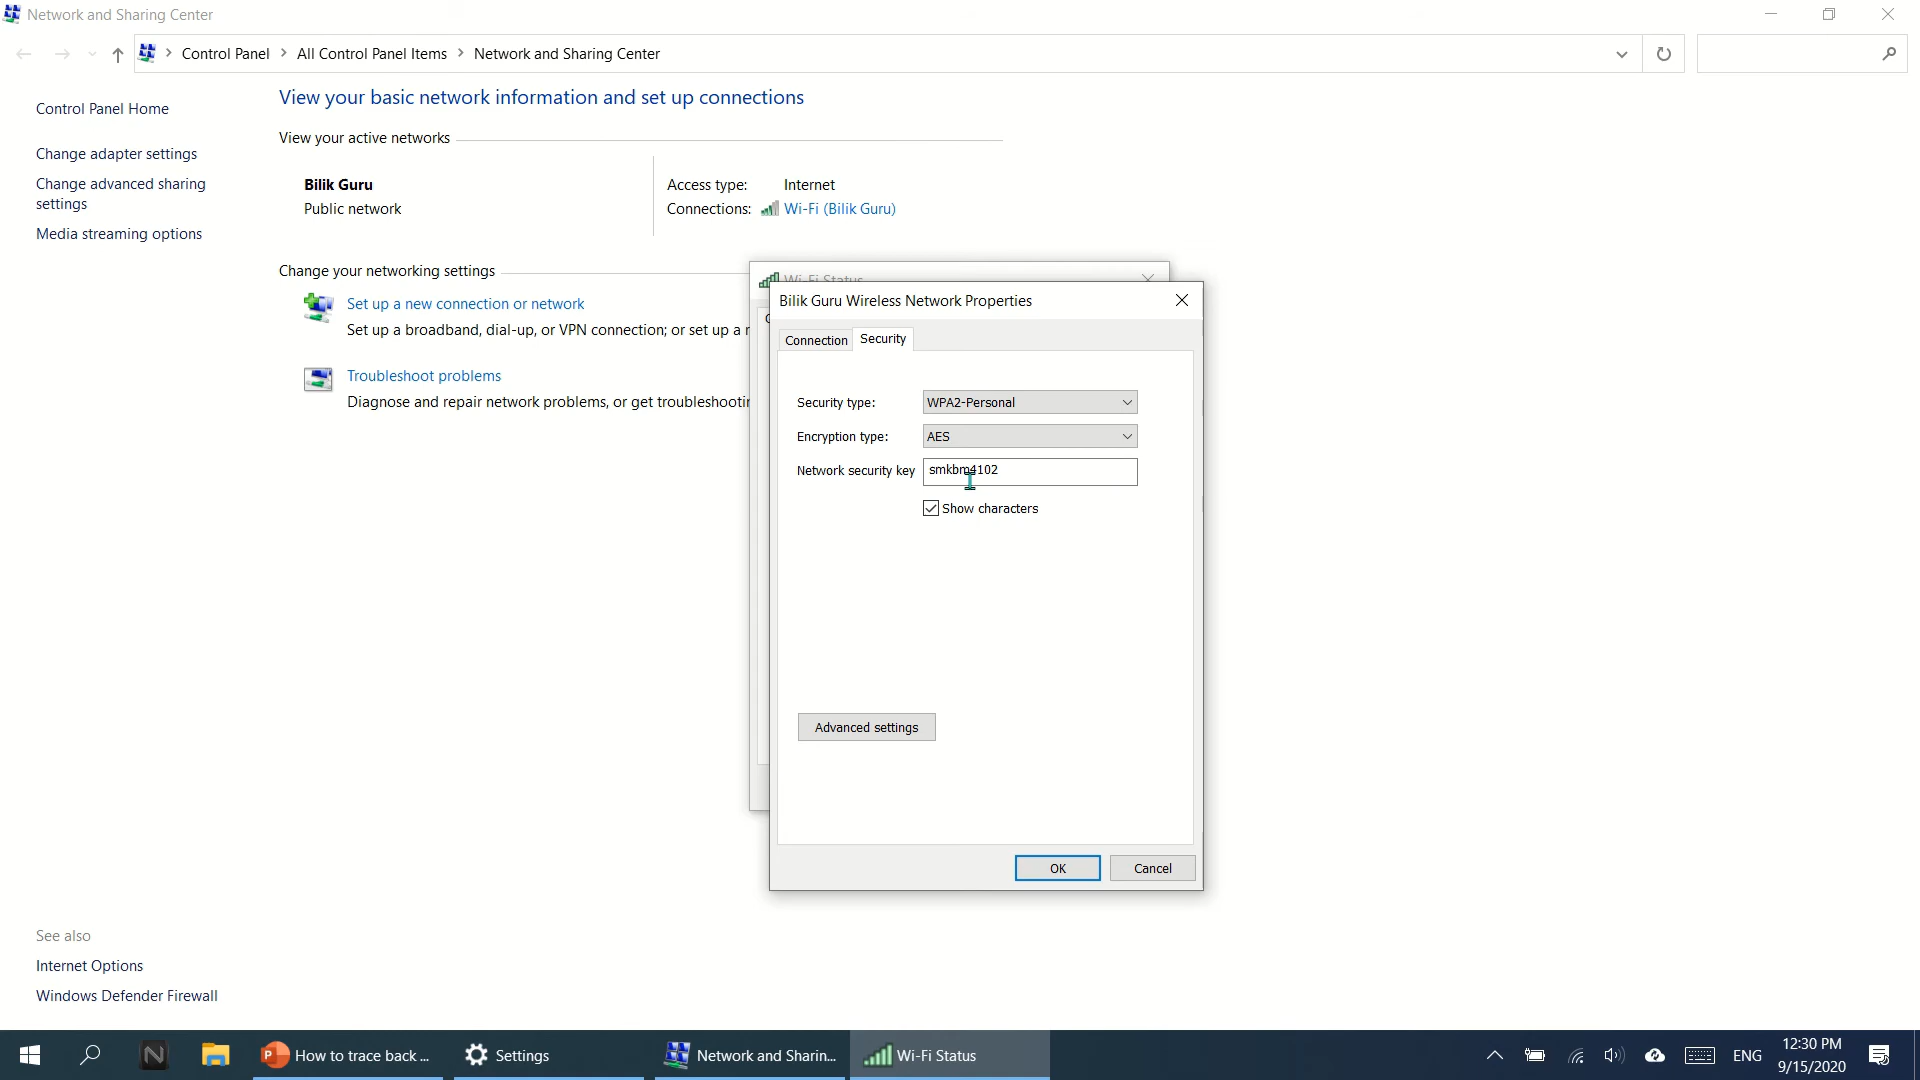 Network and Sharing Center
Control Panel
All Control Panel Items
Network and Sharing Center
Control Panel Home
Change adapter settings
Change advanced sharing
settings
Media streaming options
View your basic network information and set up connections
View your active networks
Bilik Guru
Public network
Access type: Internet
Connections: Wi-Fi (Bilik Guru)
Change your networking settings
Set up a new connection or network
Set up a broadband, dial-up, or VPN connection; or set up a
Troubleshoot problems
Diagnose and repair network problems, or get
Wi-Fi Status
Bilik Guru Wireless Network Properties
Connection Security
Security type: WPA2-Personal
Encryption type: AES
Network security key smkbm4102
Show characters
Advanced settings
OK Cancel
See also
Internet Options
Windows Defender Firewall
How to trace back ...
Settings
Network and Sharin...
Wi-Fi Status
ENG
12:30 PM
9/15/2020